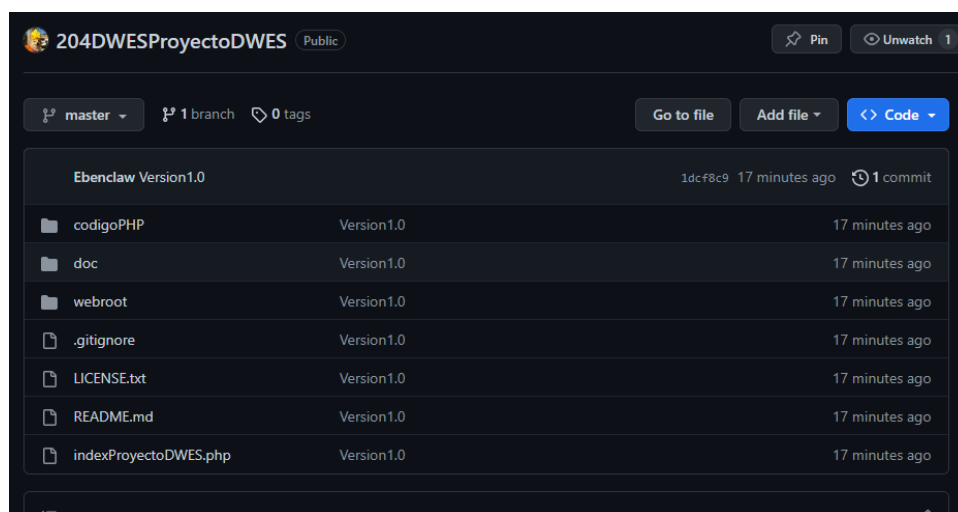 204DWESProyectoDWES Public Pin Unwatch 1
master 1 branch 0 tags Go to file Add file Code
Ebenclaw Version1.0 1dcf8c9 17 minutes ago 1 commit
codigoPHP Version1.0 17 minutes ago
doc Version1.0 17 minutes ago
webroot Version1.0 17 minutes ago
.gitignore Version1.0 17 minutes ago
LICENSE.txt Version1.0 17 minutes ago
README.md Version1.0 17 minutes ago
indexProyectoDWES.php Version1.0 17 minutes ago